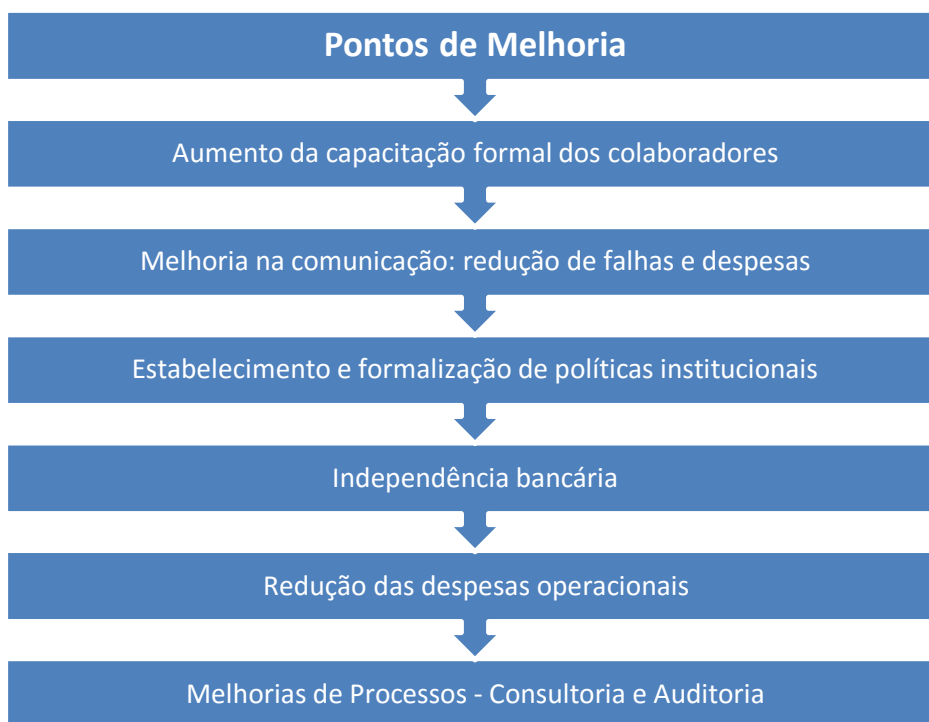 Pontos de Melhoria
Aumento da capacitação formal dos colaboradores
Melhoria na comunicação: redução de falhas e despesas
Estabelecimento e formalização de políticas institucionais
Independência bancária
Redução das despesas operacionais
Melhorias de Processos - Consultoria e Auditoria